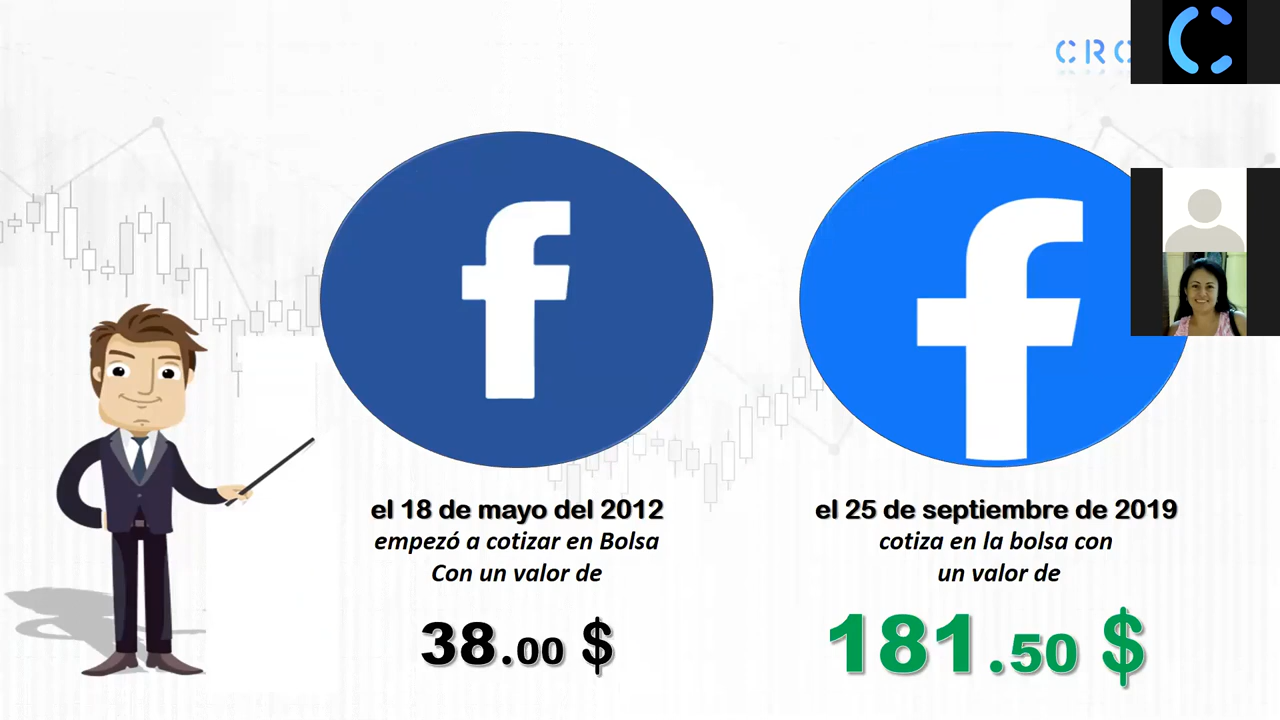 CRC
el 18 de mayo del 2012
empezó a cotizar en Bolsa
Con un valor de
38.00 $
el 25 de septiembre de 2019
cotiza en la bolsa con
un valor de
181.50 $